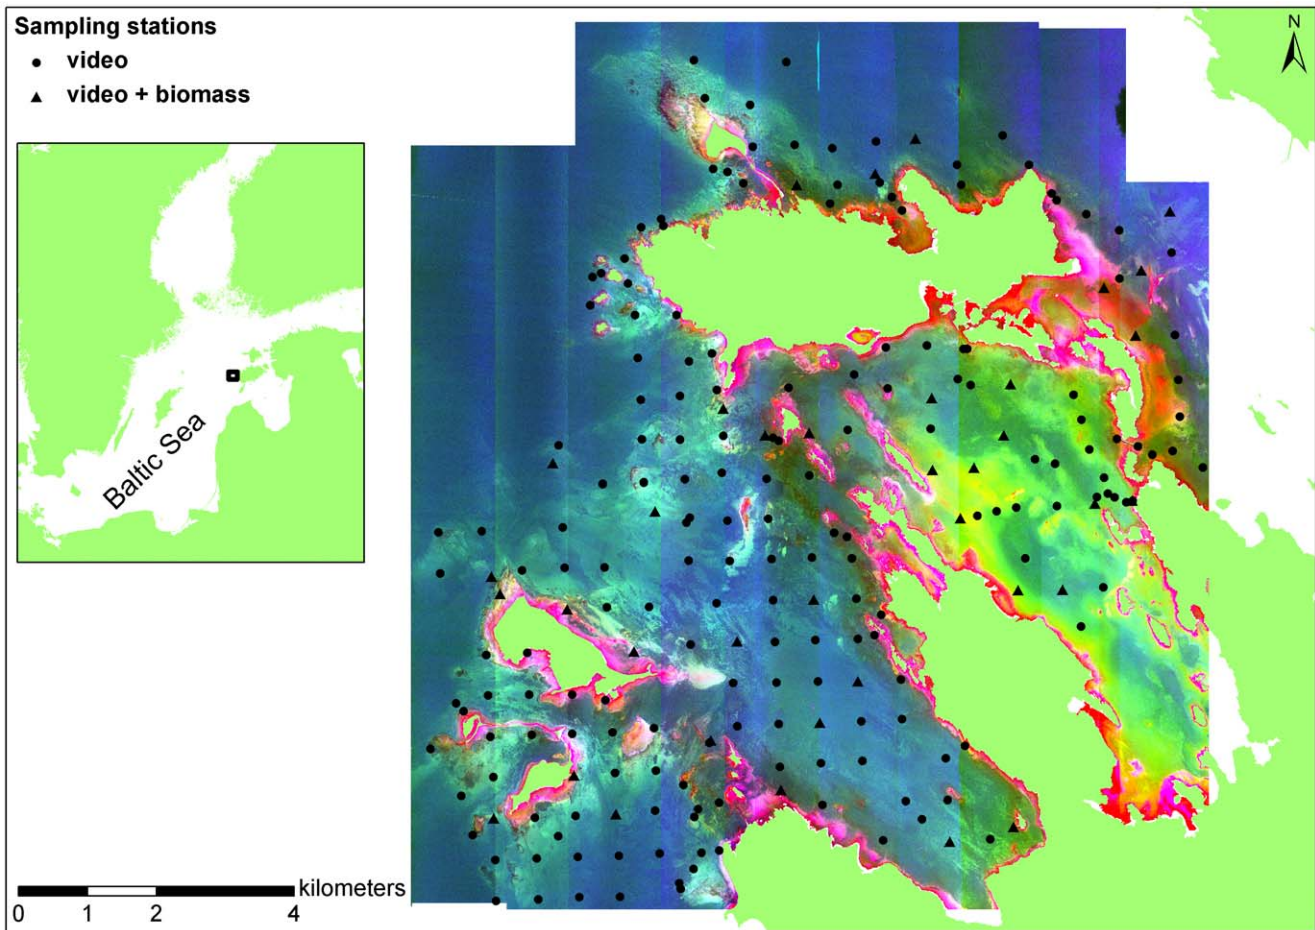 Sampling stations
video
video + biomass
N
Baltic Sea
kilometers
0 1 2 4